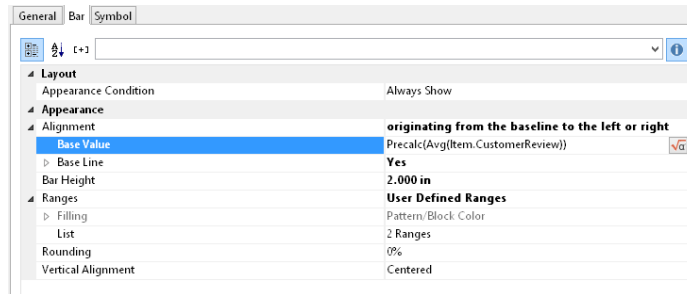 General Bar Symbol
[+]
Layout
Appearance Condition Always Show
Appearance
Alignment originating from the baseline to the left or right
Base Value Precalc(Avg(Item.CustomerReview))
Base Line Yes
Bar Height 2.000 in
Ranges User Defined Ranges
Filling Pattern/Block Color
List 2 Ranges
Rounding 0%
Vertical Alignment Centered